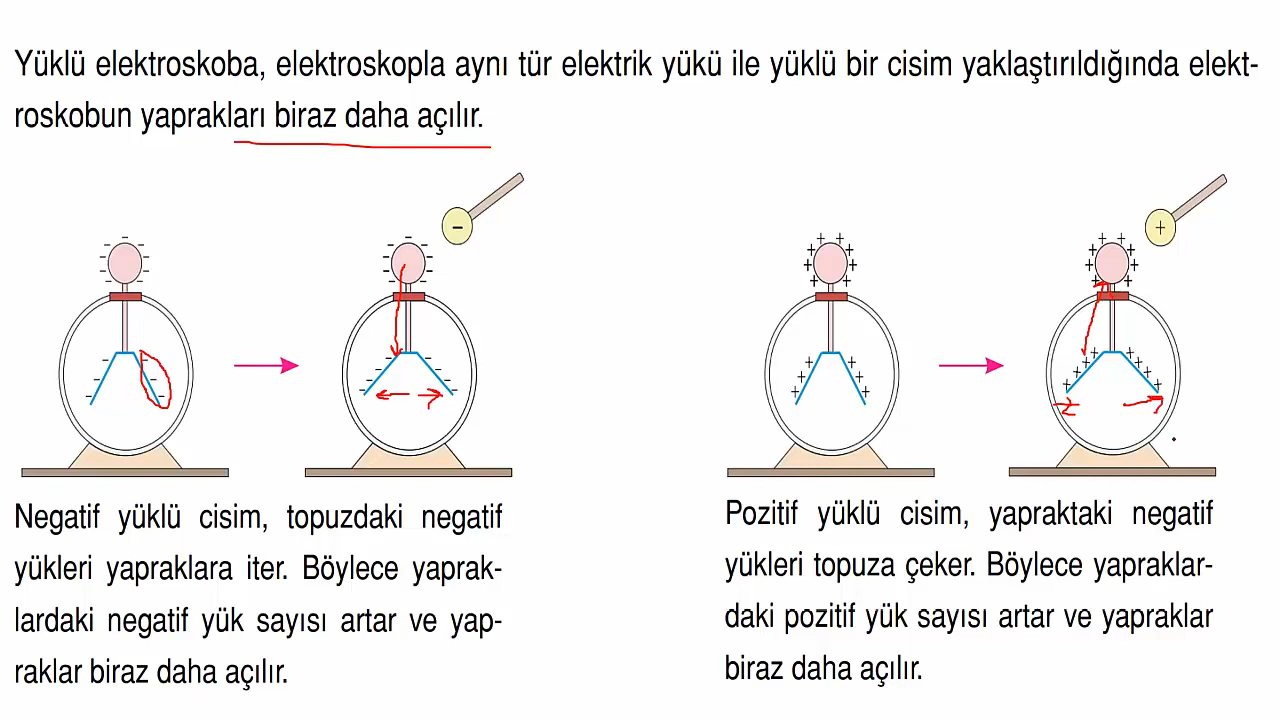 Yüklü elektroskoba, elektroskopla aynı tür elektrik yükü ile yüklü bir cisim yaklaştırıldığında elekt-
roskobun yaprakları biraz daha açılır.
Negatif yüklü cisim, topuzdaki negatif
yükleri yapraklara iter. Böylece yaprak-
lardaki negatif yük sayısı artar ve yap-
raklar biraz daha açılır.
Pozitif yüklü cisim, yapraktaki negatif
yükleri topuza çeker. Böylece yapraklar-
daki pozitif yük sayısı artar ve yapraklar
biraz daha açılır.